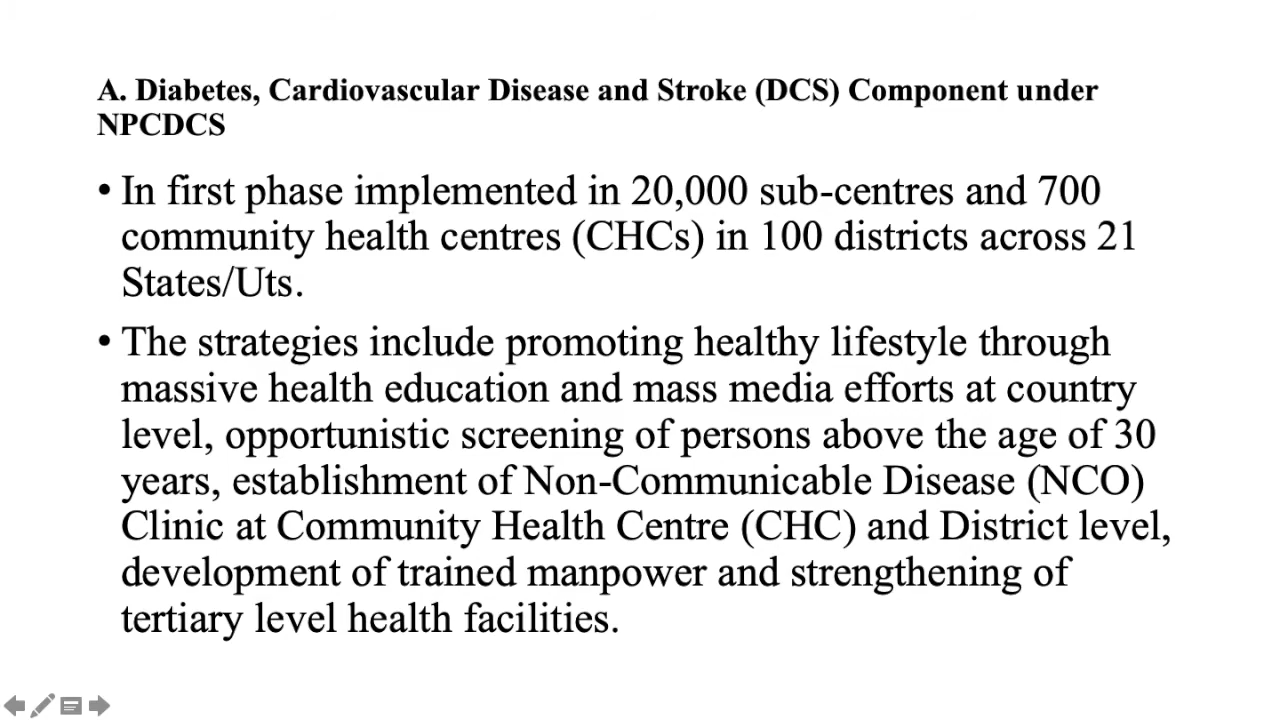 A. Diabetes, Cardiovascular Disease and Stroke (DCS) Component under
NPCDCS
• In first phase implemented in 20,000 sub-centres and 700
community health centres (CHCs) in 100 districts across 21
States/Uts.
• The strategies include promoting healthy lifestyle through
massive health education and mass media efforts at country
level, opportunistic screening of persons above the age of 30
years, establishment of Non-Communicable Disease (NCO)
Clinic at Community Health Centre (CHC) and District level,
development of trained manpower and strengthening of
tertiary level health facilities.